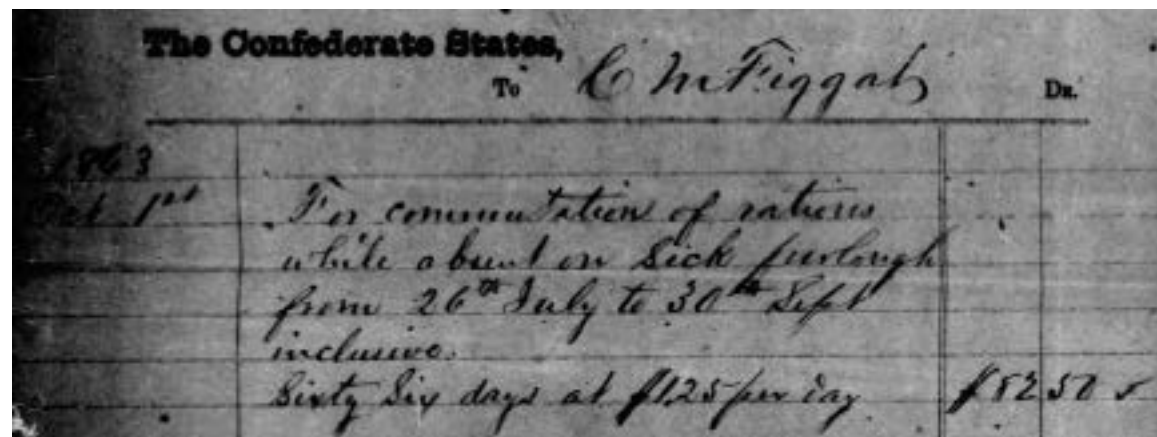 The Confederate States,
To C McFiggat Dr.
1863
Oct. 1st For commutation of rations
while absent on Sick furlough
from 26th July to 30th Sept
inclusive.
Sixty Six days at $1.25 per day $82 50